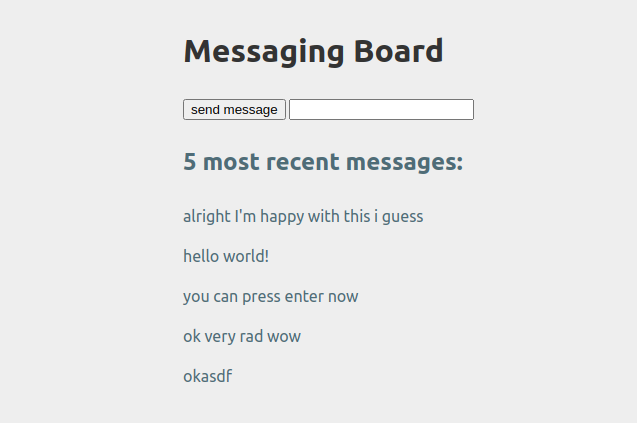 Messaging Board
send message
5 most recent messages:
alright I'm happy with this i guess
hello world!
you can press enter now
ok very rad wow
okasdf